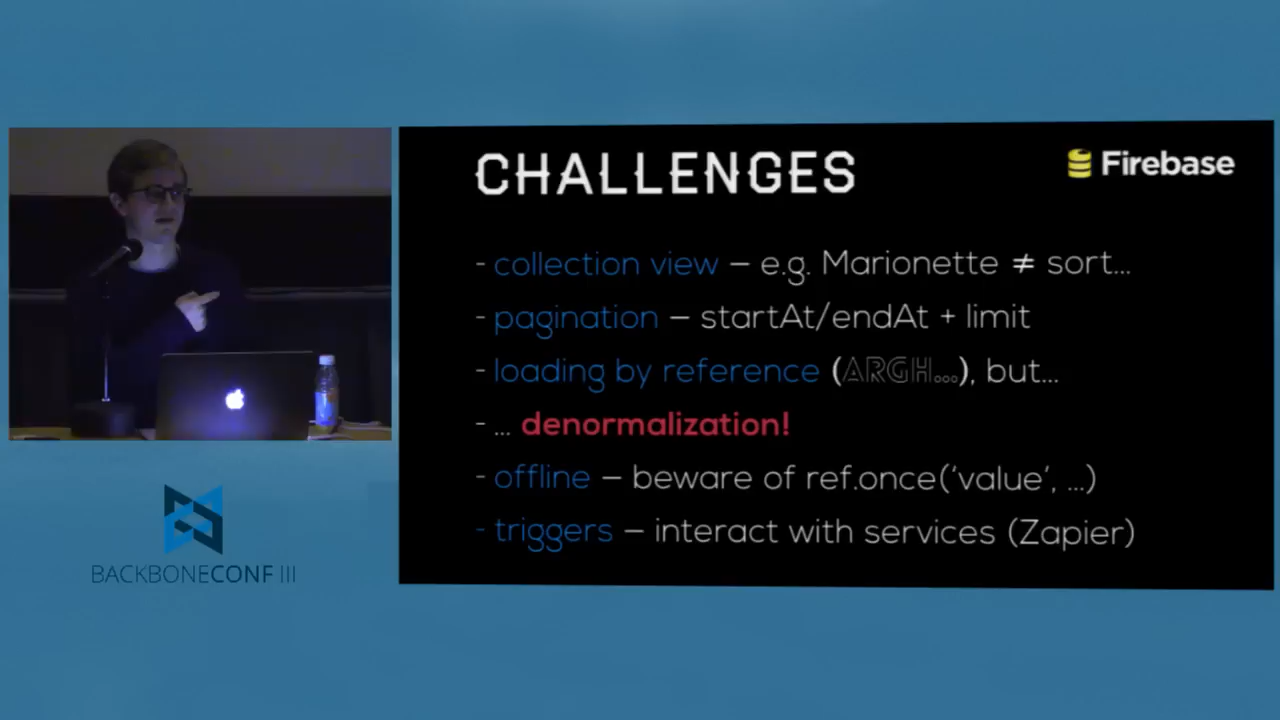 CHALLENGES
Firebase
- collection view – e.g. Marionette ≠ sort...
- pagination – startAt/endAt + limit
- loading by reference (ARGH...), but...
- ... denormalization!
- offline – beware of ref.once('value', ...)
- triggers – interact with services (Zapier)
BACKBONECONF III